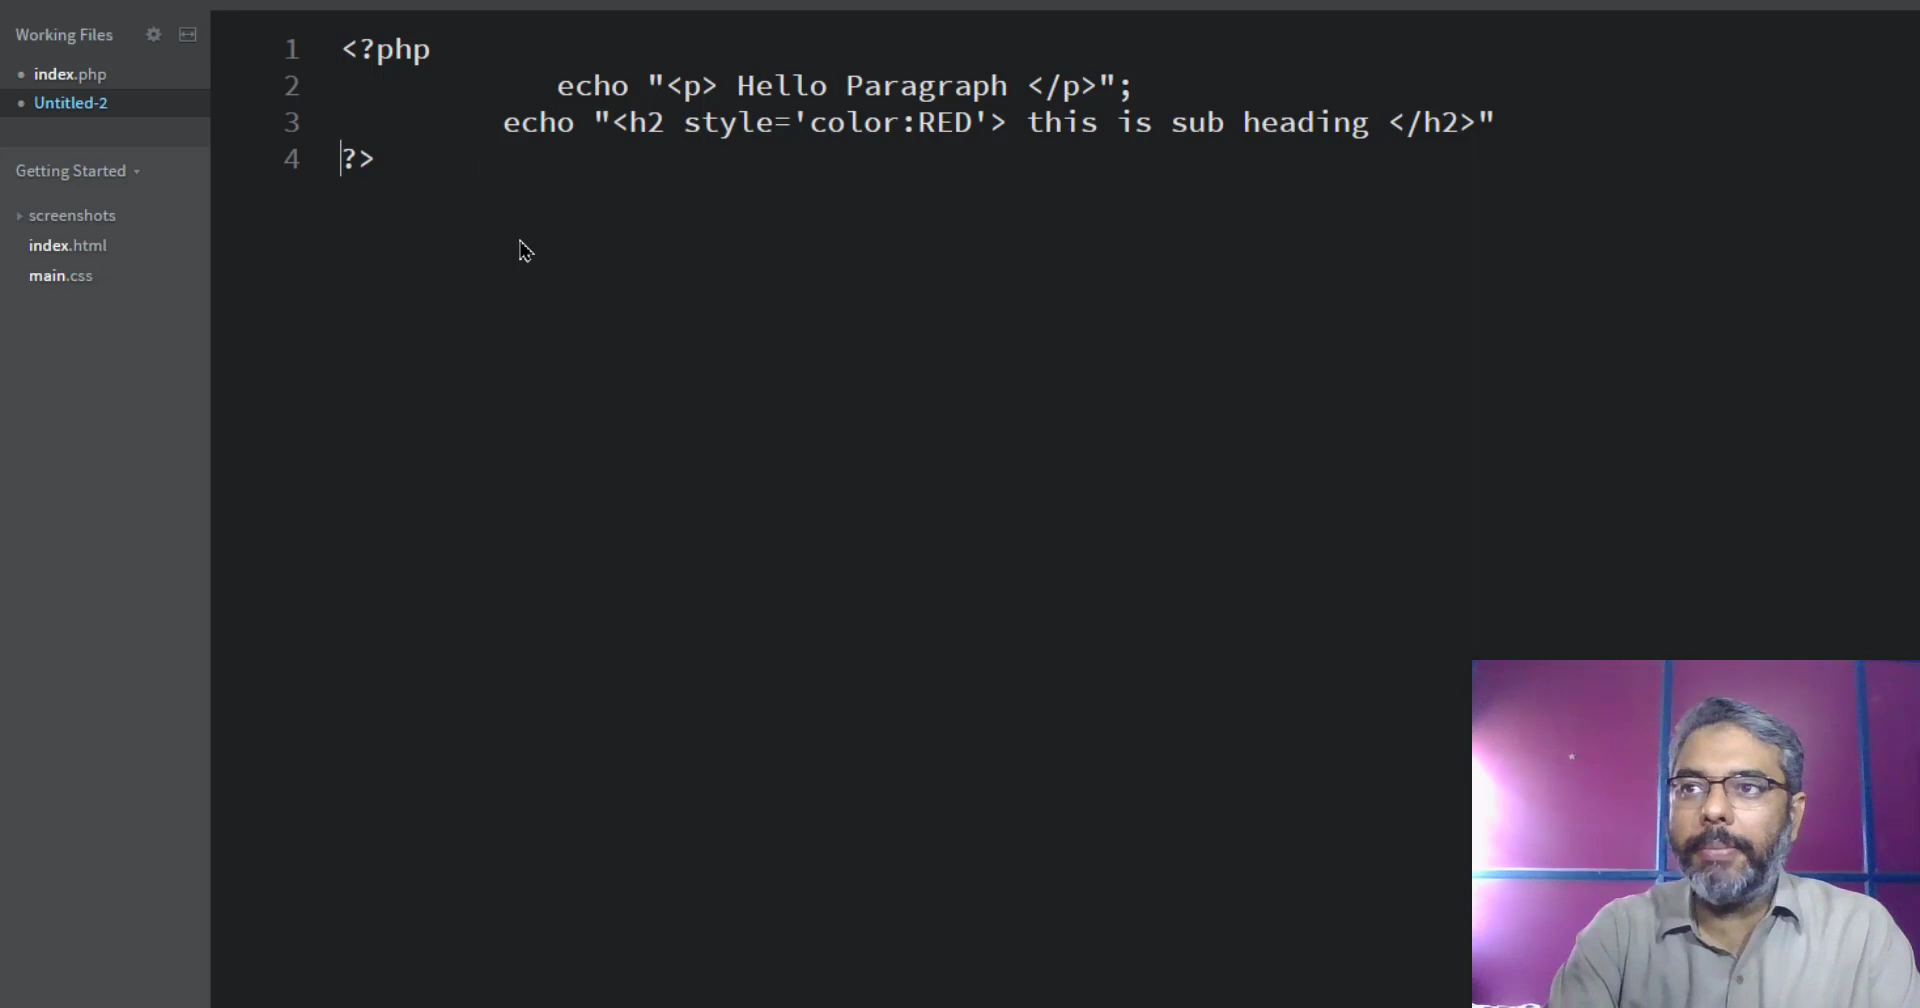 Working Files
index.php
Untitled-2
Getting Started
screenshots
index.html
main.css
1 <?php
2 echo "<p> Hello Paragraph </p>";
3 echo "<h2 style='color:RED'> this is sub heading </h2>"
4 ?>